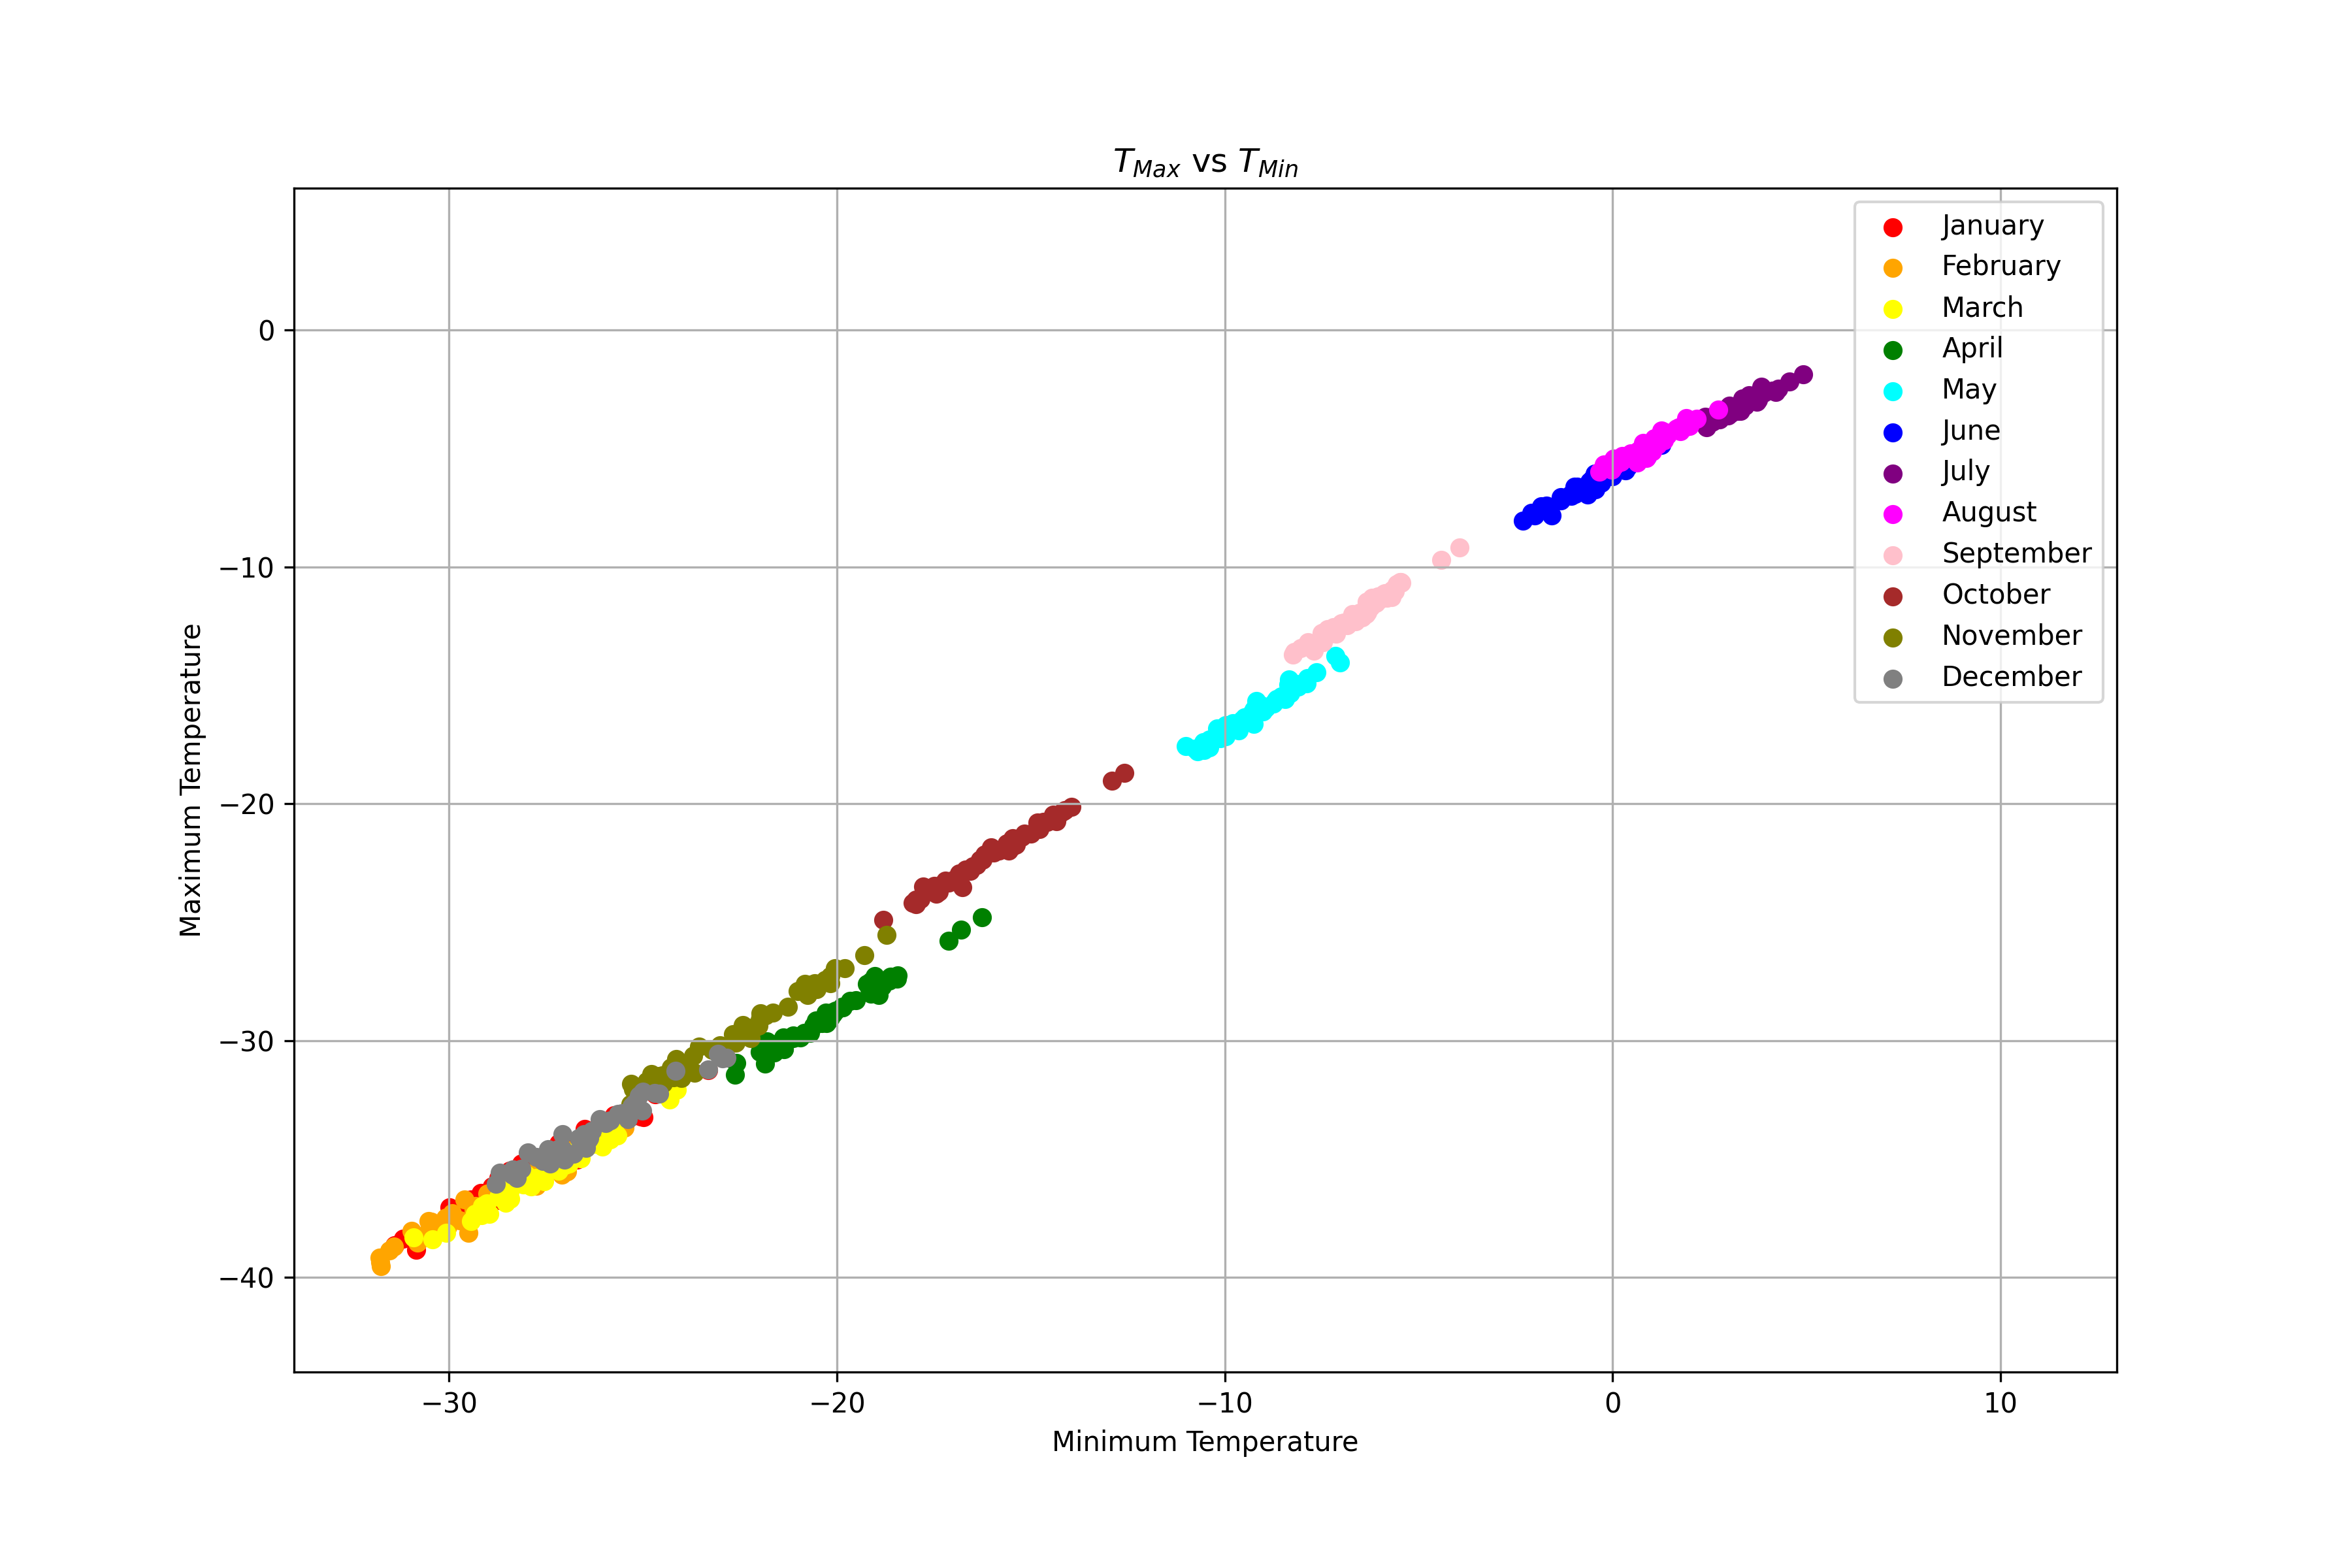 T_Max vs T_Min
January
February
March
April
May
June
July
August
September
October
November
December
0
−10
−20
−30
−40
Maximum Temperature
−30
−20
−10
0
10
Minimum Temperature